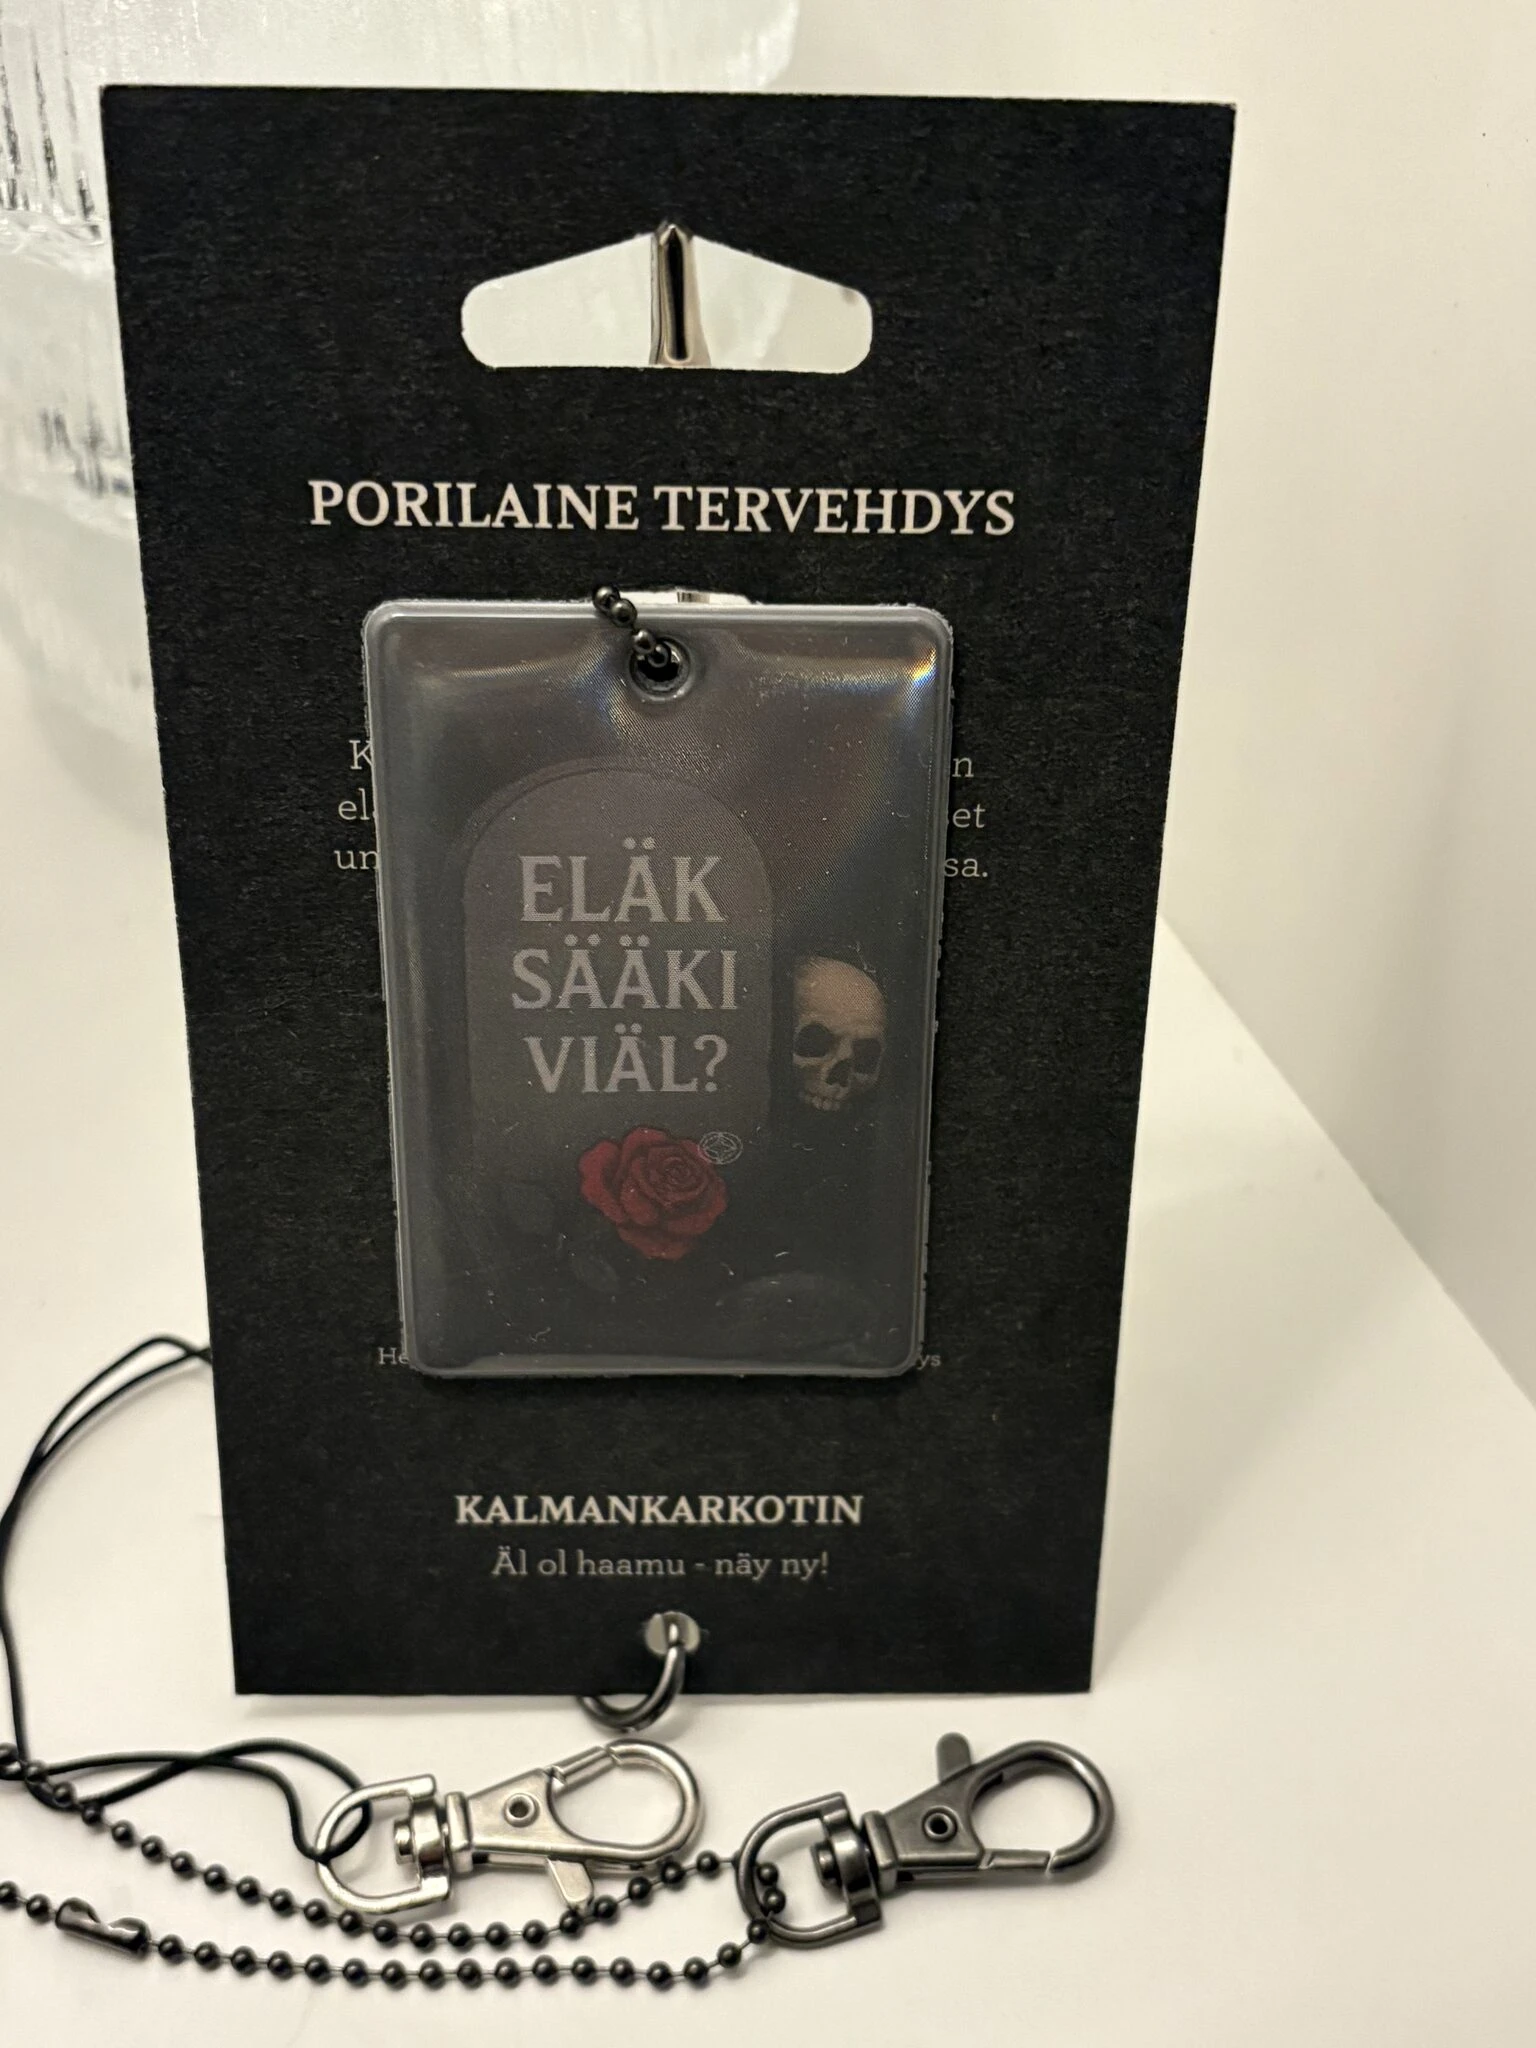 PORILAINE TERVEHDYS
ELÄK
SÄÄKI
VIÄL?
KALMANKARKOTIN
Äl ol haamu - näy ny!